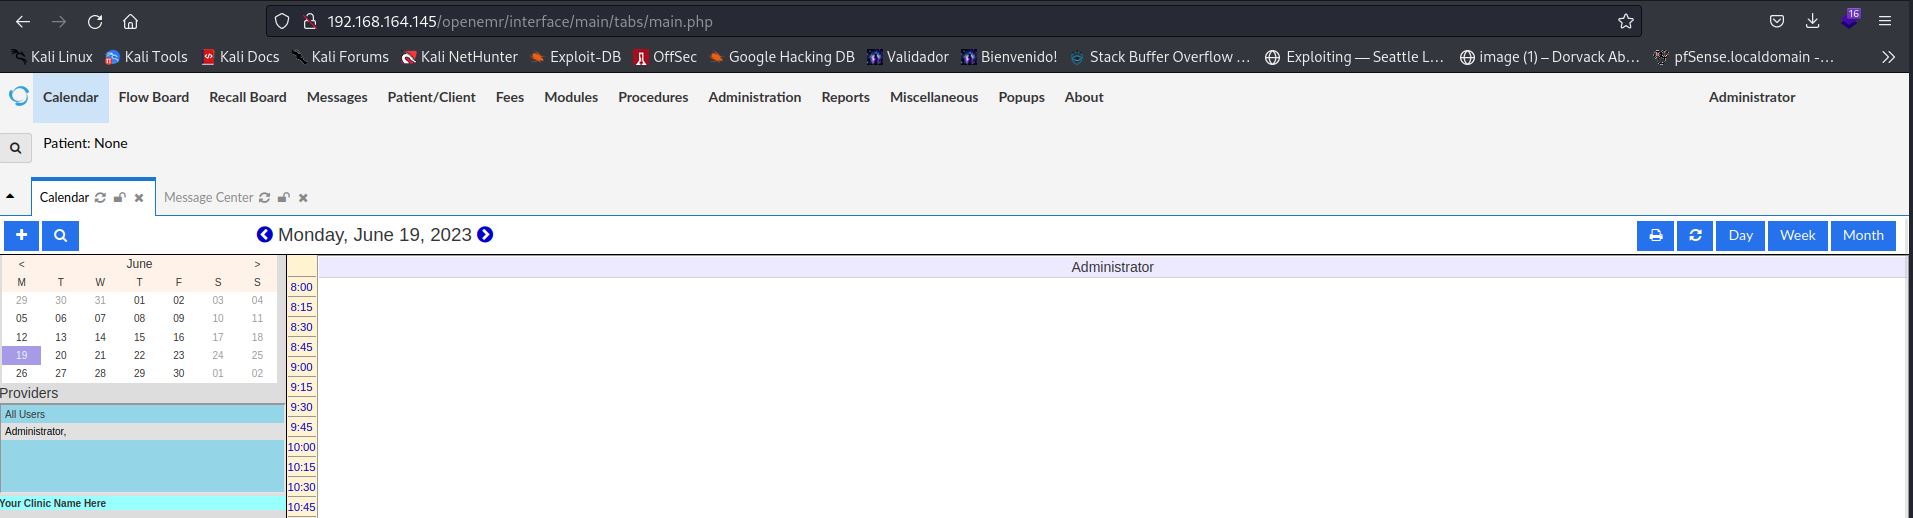 192.168.164.145/openemr/interface/main/tabs/main.php
16
Kali Linux Kali Tools Kali Docs Kali Forums Kali NetHunter Exploit-DB OffSec Google Hacking DB Validador Bienvenido! Stack Buffer Overflow ... Exploiting — Seattle L... image (1) – Dorvack Ab... pfSense.localdomain -...
Calendar Flow Board Recall Board Messages Patient/Client Fees Modules Procedures Administration Reports Miscellaneous Popups About Administrator
Patient: None
Calendar Message Center
Monday, June 19, 2023 Day Week Month
< June >
M T W T F S S
29 30 31 01 02 03 04
05 06 07 08 09 10 11
12 13 14 15 16 17 18
19 20 21 22 23 24 25
26 27 28 29 30 01 02
Providers
All Users
Administrator,
Your Clinic Name Here
Administrator
8:00
8:15
8:30
8:45
9:00
9:15
9:30
9:45
10:00
10:15
10:30
10:45